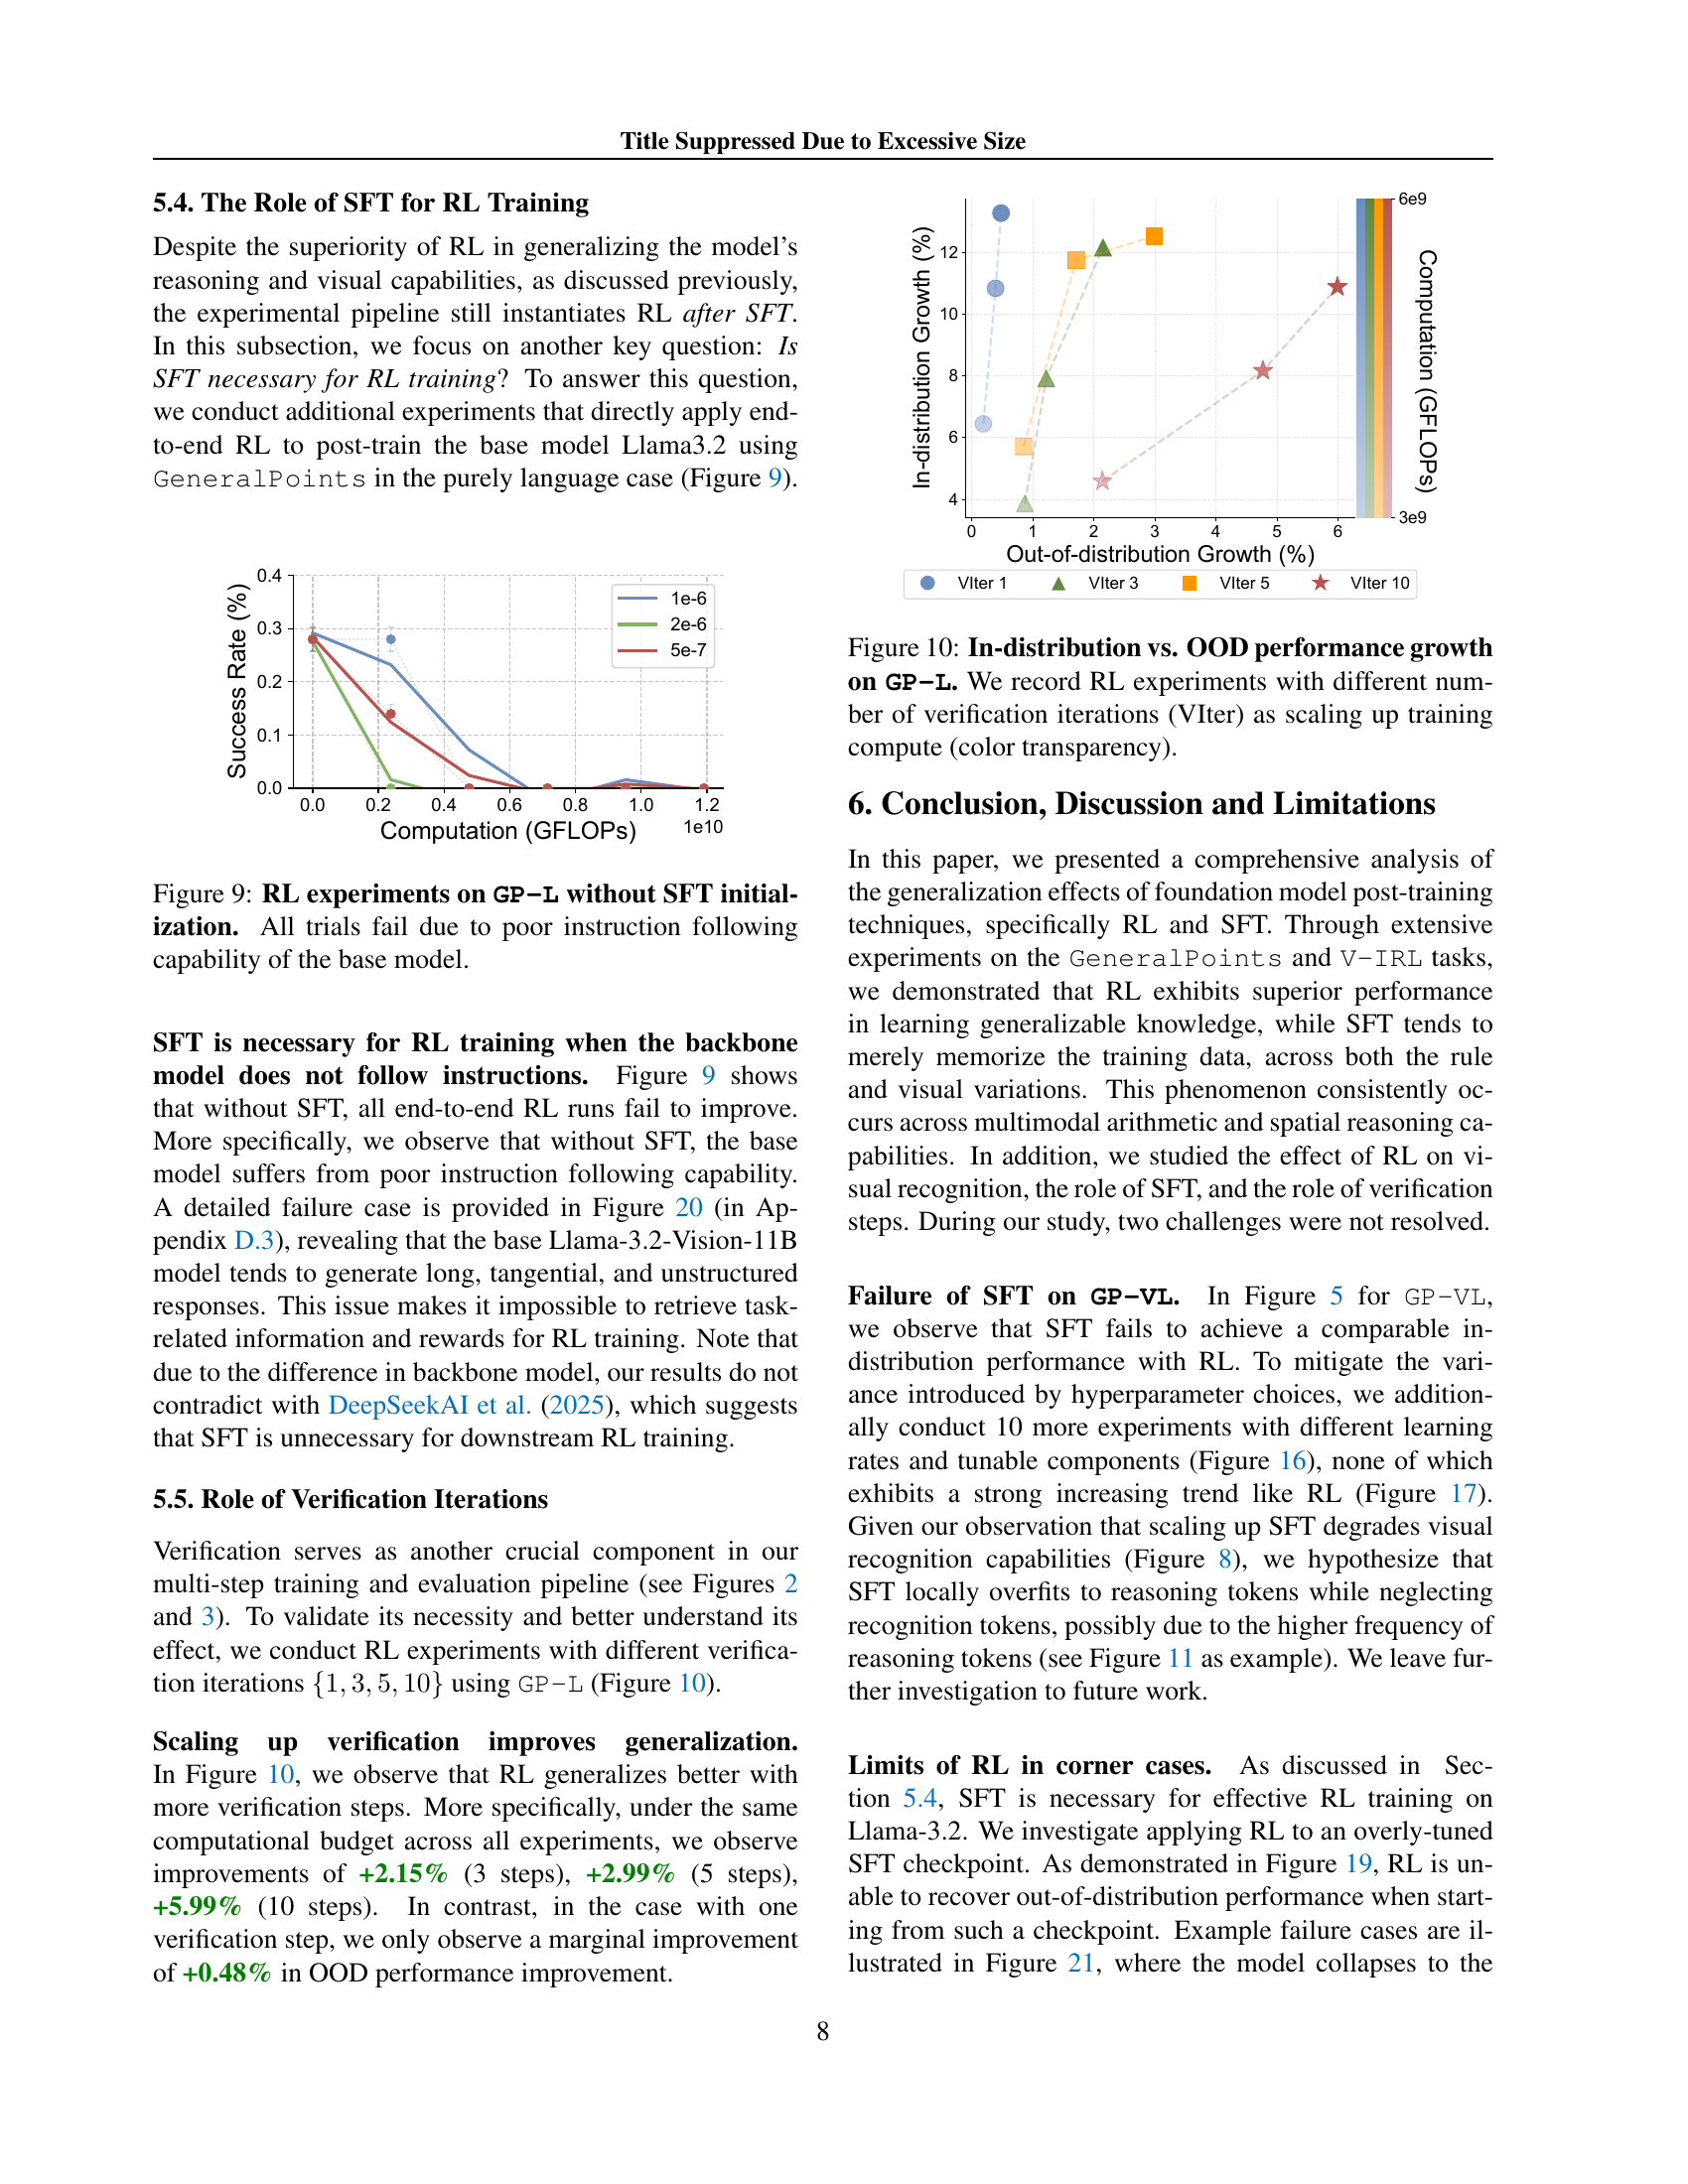 Title Suppressed Due to Excessive Size
5.4. The Role of SFT for RL Training
Despite the superiority of RL in generalizing the model's
reasoning and visual capabilities, as discussed previously,
the experimental pipeline still instantiates RL after SFT.
In this subsection, we focus on another key question: Is
SFT necessary for RL training? To answer this question,
we conduct additional experiments that directly apply end-
to-end RL to post-train the base model Llama3.2 using
GeneralPoints in the purely language case (Figure 9).
Success Rate (%)
0.4
0.3
0.2
0.1
0.0
1e-6
2e-6
5e-7
0.0 0.2 0.4 0.6 0.8 1.0 1.2
1e10
Computation (GFLOPs)
Figure 9: RL experiments on GP-L without SFT initial-
ization. All trials fail due to poor instruction following
capability of the base model.
SFT is necessary for RL training when the backbone
model does not follow instructions. Figure 9 shows
that without SFT, all end-to-end RL runs fail to improve.
More specifically, we observe that without SFT, the base
model suffers from poor instruction following capability.
A detailed failure case is provided in Figure 20 (in Ap-
pendix D.3), revealing that the base Llama-3.2-Vision-11B
model tends to generate long, tangential, and unstructured
responses. This issue makes it impossible to retrieve task-
related information and rewards for RL training. Note that
due to the difference in backbone model, our results do not
contradict with DeepSeekAI et al. (2025), which suggests
that SFT is unnecessary for downstream RL training.
5.5. Role of Verification Iterations
Verification serves as another crucial component in our
multi-step training and evaluation pipeline (see Figures 2
and 3). To validate its necessity and better understand its
effect, we conduct RL experiments with different verifica-
tion iterations {1, 3, 5, 10} using GP-L (Figure 10).
Scaling up verification improves generalization.
In Figure 10, we observe that RL generalizes better with
more verification steps. More specifically, under the same
computational budget across all experiments, we observe
improvements of +2.15% (3 steps), +2.99% (5 steps),
+5.99% (10 steps). In contrast, in the case with one
verification step, we only observe a marginal improvement
of +0.48% in OOD performance improvement.
In-distribution Growth (%)
12
10
8
6
4
0 1 2 3 4 5 6
Out-of-distribution Growth (%)
6e9
3e9
Computation (GFLOPs)
VIter 1 VIter 3 VIter 5 VIter 10
Figure 10: In-distribution vs. OOD performance growth
on GP-L. We record RL experiments with different num-
ber of verification iterations (VIter) as scaling up training
compute (color transparency).
6. Conclusion, Discussion and Limitations
In this paper, we presented a comprehensive analysis of
the generalization effects of foundation model post-training
techniques, specifically RL and SFT. Through extensive
experiments on the GeneralPoints and V-IRL tasks,
we demonstrated that RL exhibits superior performance
in learning generalizable knowledge, while SFT tends to
merely memorize the training data, across both the rule
and visual variations. This phenomenon consistently oc-
curs across multimodal arithmetic and spatial reasoning ca-
pabilities. In addition, we studied the effect of RL on vi-
sual recognition, the role of SFT, and the role of verification
steps. During our study, two challenges were not resolved.
Failure of SFT on GP-VL. In Figure 5 for GP-VL,
we observe that SFT fails to achieve a comparable in-
distribution performance with RL. To mitigate the vari-
ance introduced by hyperparameter choices, we addition-
ally conduct 10 more experiments with different learning
rates and tunable components (Figure 16), none of which
exhibits a strong increasing trend like RL (Figure 17).
Given our observation that scaling up SFT degrades visual
recognition capabilities (Figure 8), we hypothesize that
SFT locally overfits to reasoning tokens while neglecting
recognition tokens, possibly due to the higher frequency of
reasoning tokens (see Figure 11 as example). We leave fur-
ther investigation to future work.
Limits of RL in corner cases. As discussed in Sec-
tion 5.4, SFT is necessary for effective RL training on
Llama-3.2. We investigate applying RL to an overly-tuned
SFT checkpoint. As demonstrated in Figure 19, RL is un-
able to recover out-of-distribution performance when start-
ing from such a checkpoint. Example failure cases are il-
lustrated in Figure 21, where the model collapses to the
8